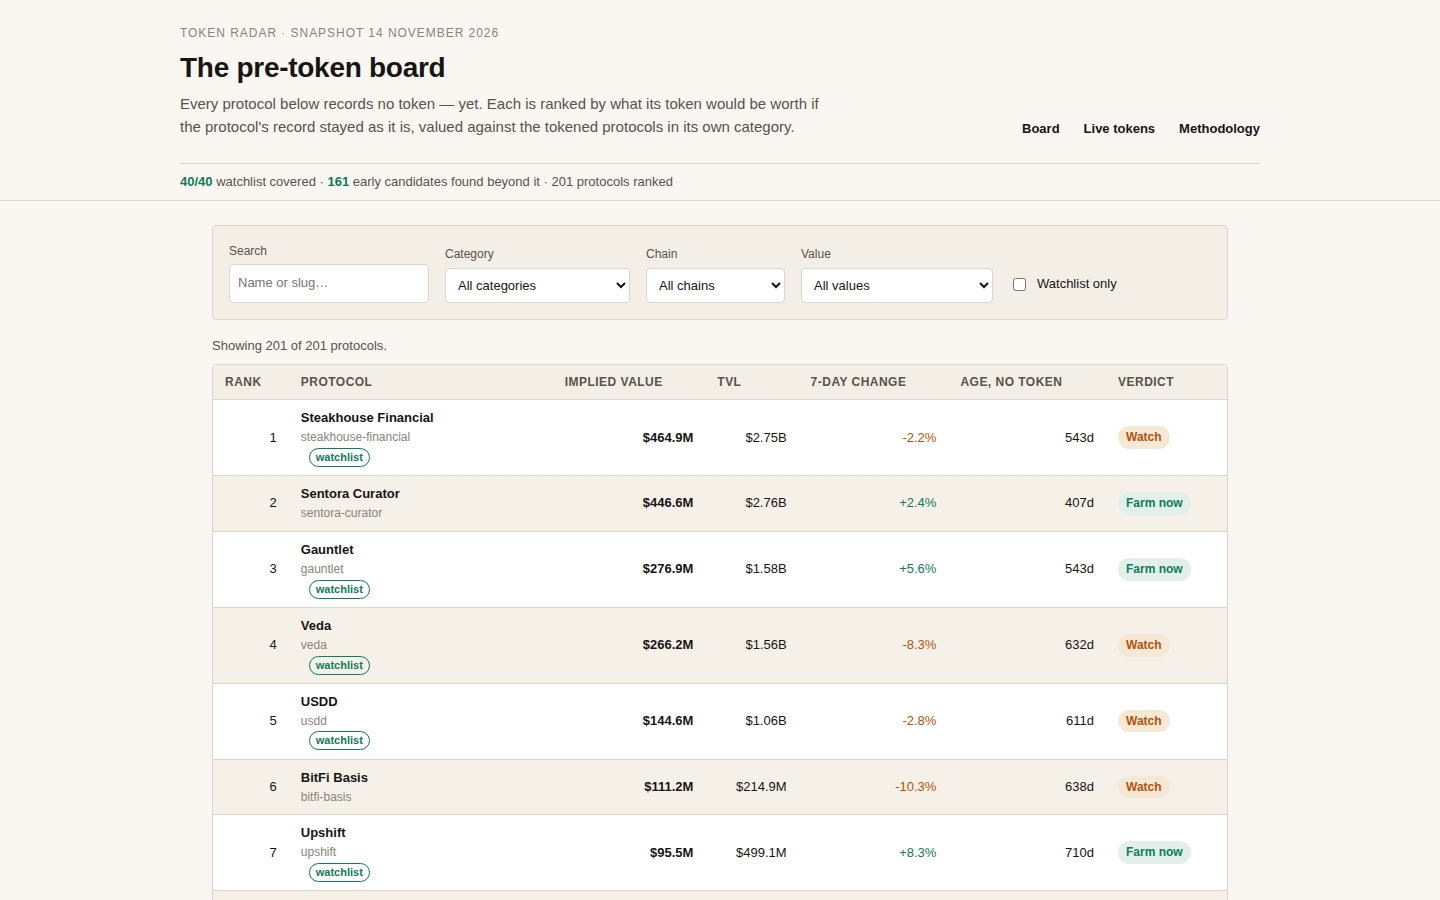 TOKEN RADAR · SNAPSHOT 14 NOVEMBER 2026
The pre-token board
Every protocol below records no token — yet. Each is ranked by what its token would be worth if
the protocol's record stayed as it is, valued against the tokened protocols in its own category.
Board Live tokens Methodology
40/40 watchlist covered · 161 early candidates found beyond it · 201 protocols ranked
Search Category Chain Value
Name or slug… All categories All chains All values Watchlist only
Showing 201 of 201 protocols.
RANK PROTOCOL IMPLIED VALUE TVL 7-DAY CHANGE AGE, NO TOKEN VERDICT
Steakhouse Financial
steakhouse-financial
1 $464.9M $2.75B -2.2% 543d Watch
watchlist
Sentora Curator
2 $446.6M $2.76B +2.4% 407d Farm now
sentora-curator
Gauntlet
gauntlet
3 $276.9M $1.58B +5.6% 543d Farm now
watchlist
Veda
veda
4 $266.2M $1.56B -8.3% 632d Watch
watchlist
USDD
usdd
5 $144.6M $1.06B -2.8% 611d Watch
watchlist
BitFi Basis
6 $111.2M $214.9M -10.3% 638d Watch
bitfi-basis
Upshift
upshift
7 $95.5M $499.1M +8.3% 710d Farm now
watchlist